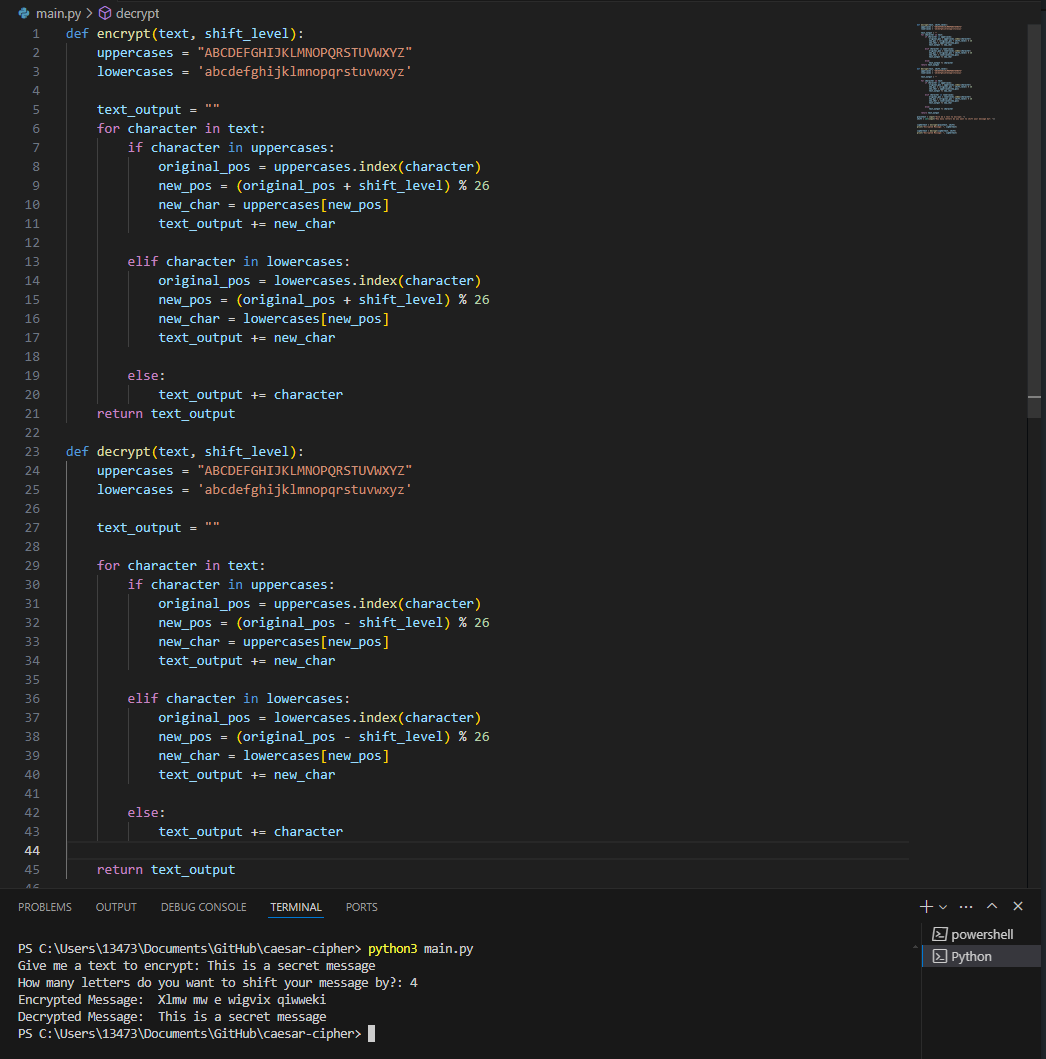 main.py > decrypt
1 def encrypt(text, shift_level):
2     uppercases = "ABCDEFGHIJKLMNOPQRSTUVWXYZ"
3     lowercases = 'abcdefghijklmnopqrstuvwxyz'
4
5     text_output = ""
6     for character in text:
7         if character in uppercases:
8             original_pos = uppercases.index(character)
9             new_pos = (original_pos + shift_level) % 26
10             new_char = uppercases[new_pos]
11             text_output += new_char
12
13         elif character in lowercases:
14             original_pos = lowercases.index(character)
15             new_pos = (original_pos + shift_level) % 26
16             new_char = lowercases[new_pos]
17             text_output += new_char
18
19         else:
20             text_output += character
21     return text_output
22
23 def decrypt(text, shift_level):
24     uppercases = "ABCDEFGHIJKLMNOPQRSTUVWXYZ"
25     lowercases = 'abcdefghijklmnopqrstuvwxyz'
26
27     text_output = ""
28
29     for character in text:
30         if character in uppercases:
31             original_pos = uppercases.index(character)
32             new_pos = (original_pos - shift_level) % 26
33             new_char = uppercases[new_pos]
34             text_output += new_char
35
36         elif character in lowercases:
37             original_pos = lowercases.index(character)
38             new_pos = (original_pos - shift_level) % 26
39             new_char = lowercases[new_pos]
40             text_output += new_char
41
42         else:
43             text_output += character
44
45     return text_output
46
PROBLEMS OUTPUT DEBUG CONSOLE TERMINAL PORTS
powershell
Python
PS C:\Users\13473\Documents\GitHub\caesar-cipher> python3 main.py
Give me a text to encrypt: This is a secret message
How many letters do you want to shift your message by?: 4
Encrypted Message:  Xlmw mw e wigvix qiwweki
Decrypted Message:  This is a secret message
PS C:\Users\13473\Documents\GitHub\caesar-cipher>